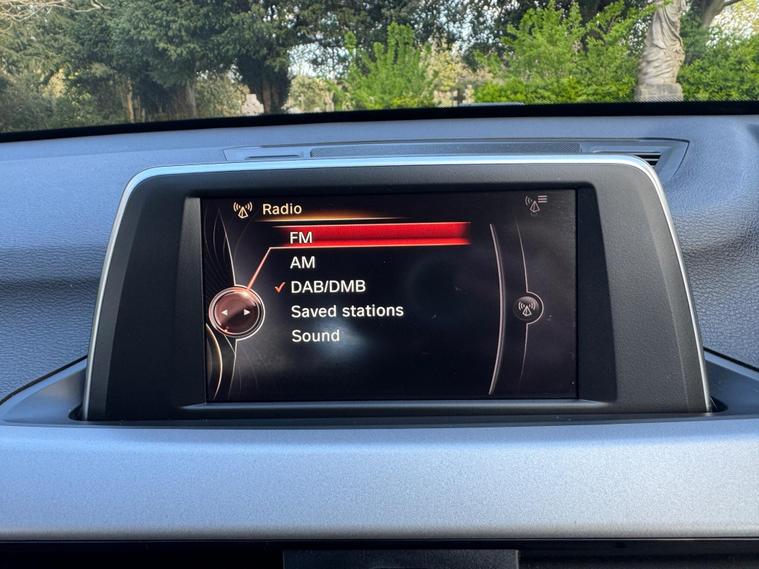 Radio
FM
AM
DAB/DMB
Saved stations
Sound